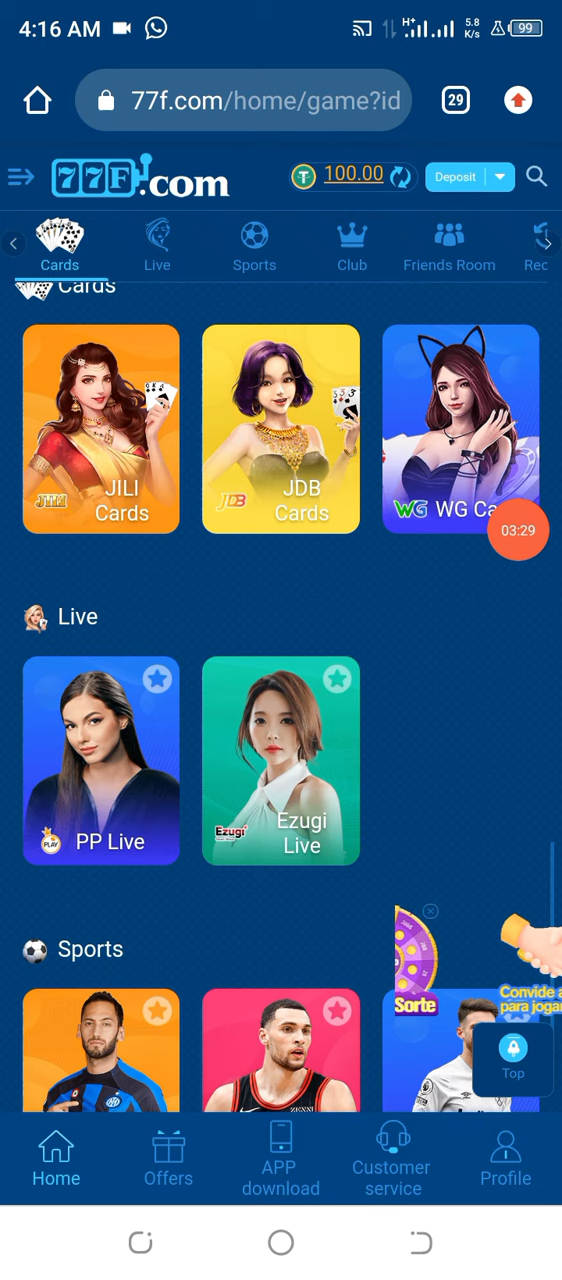 4:16 AM
H+
5.8
K/s
99
77f.com/home/game?id
29
77F.com
100.00
Deposit
Cards
Live
Sports
Club
Friends Room
Rec
Cards
JILI
JILI
Cards
JDB
JDB
Cards
WG WG Ca
03:29
Live
PLAY
PP Live
Ezugi
Ezugi
Live
Sports
Sorte
Convide a
para jogar
Top
Home
Offers
APP
download
Customer
service
Profile